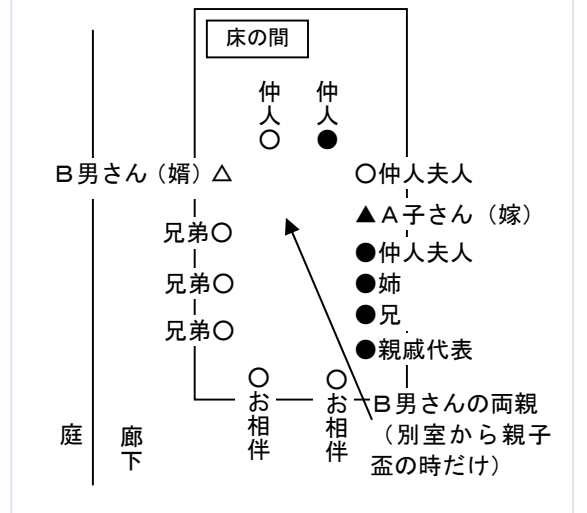 床の間
仲人○
仲人●
B男さん（婿）△
○仲人夫人
▲A子さん（嫁）
兄弟○
●仲人夫人
兄弟○
●姉
兄弟○
●兄
●親戚代表
○お相伴
○お相伴
B男さんの両親
（別室から親子
盃の時だけ）
庭
廊下